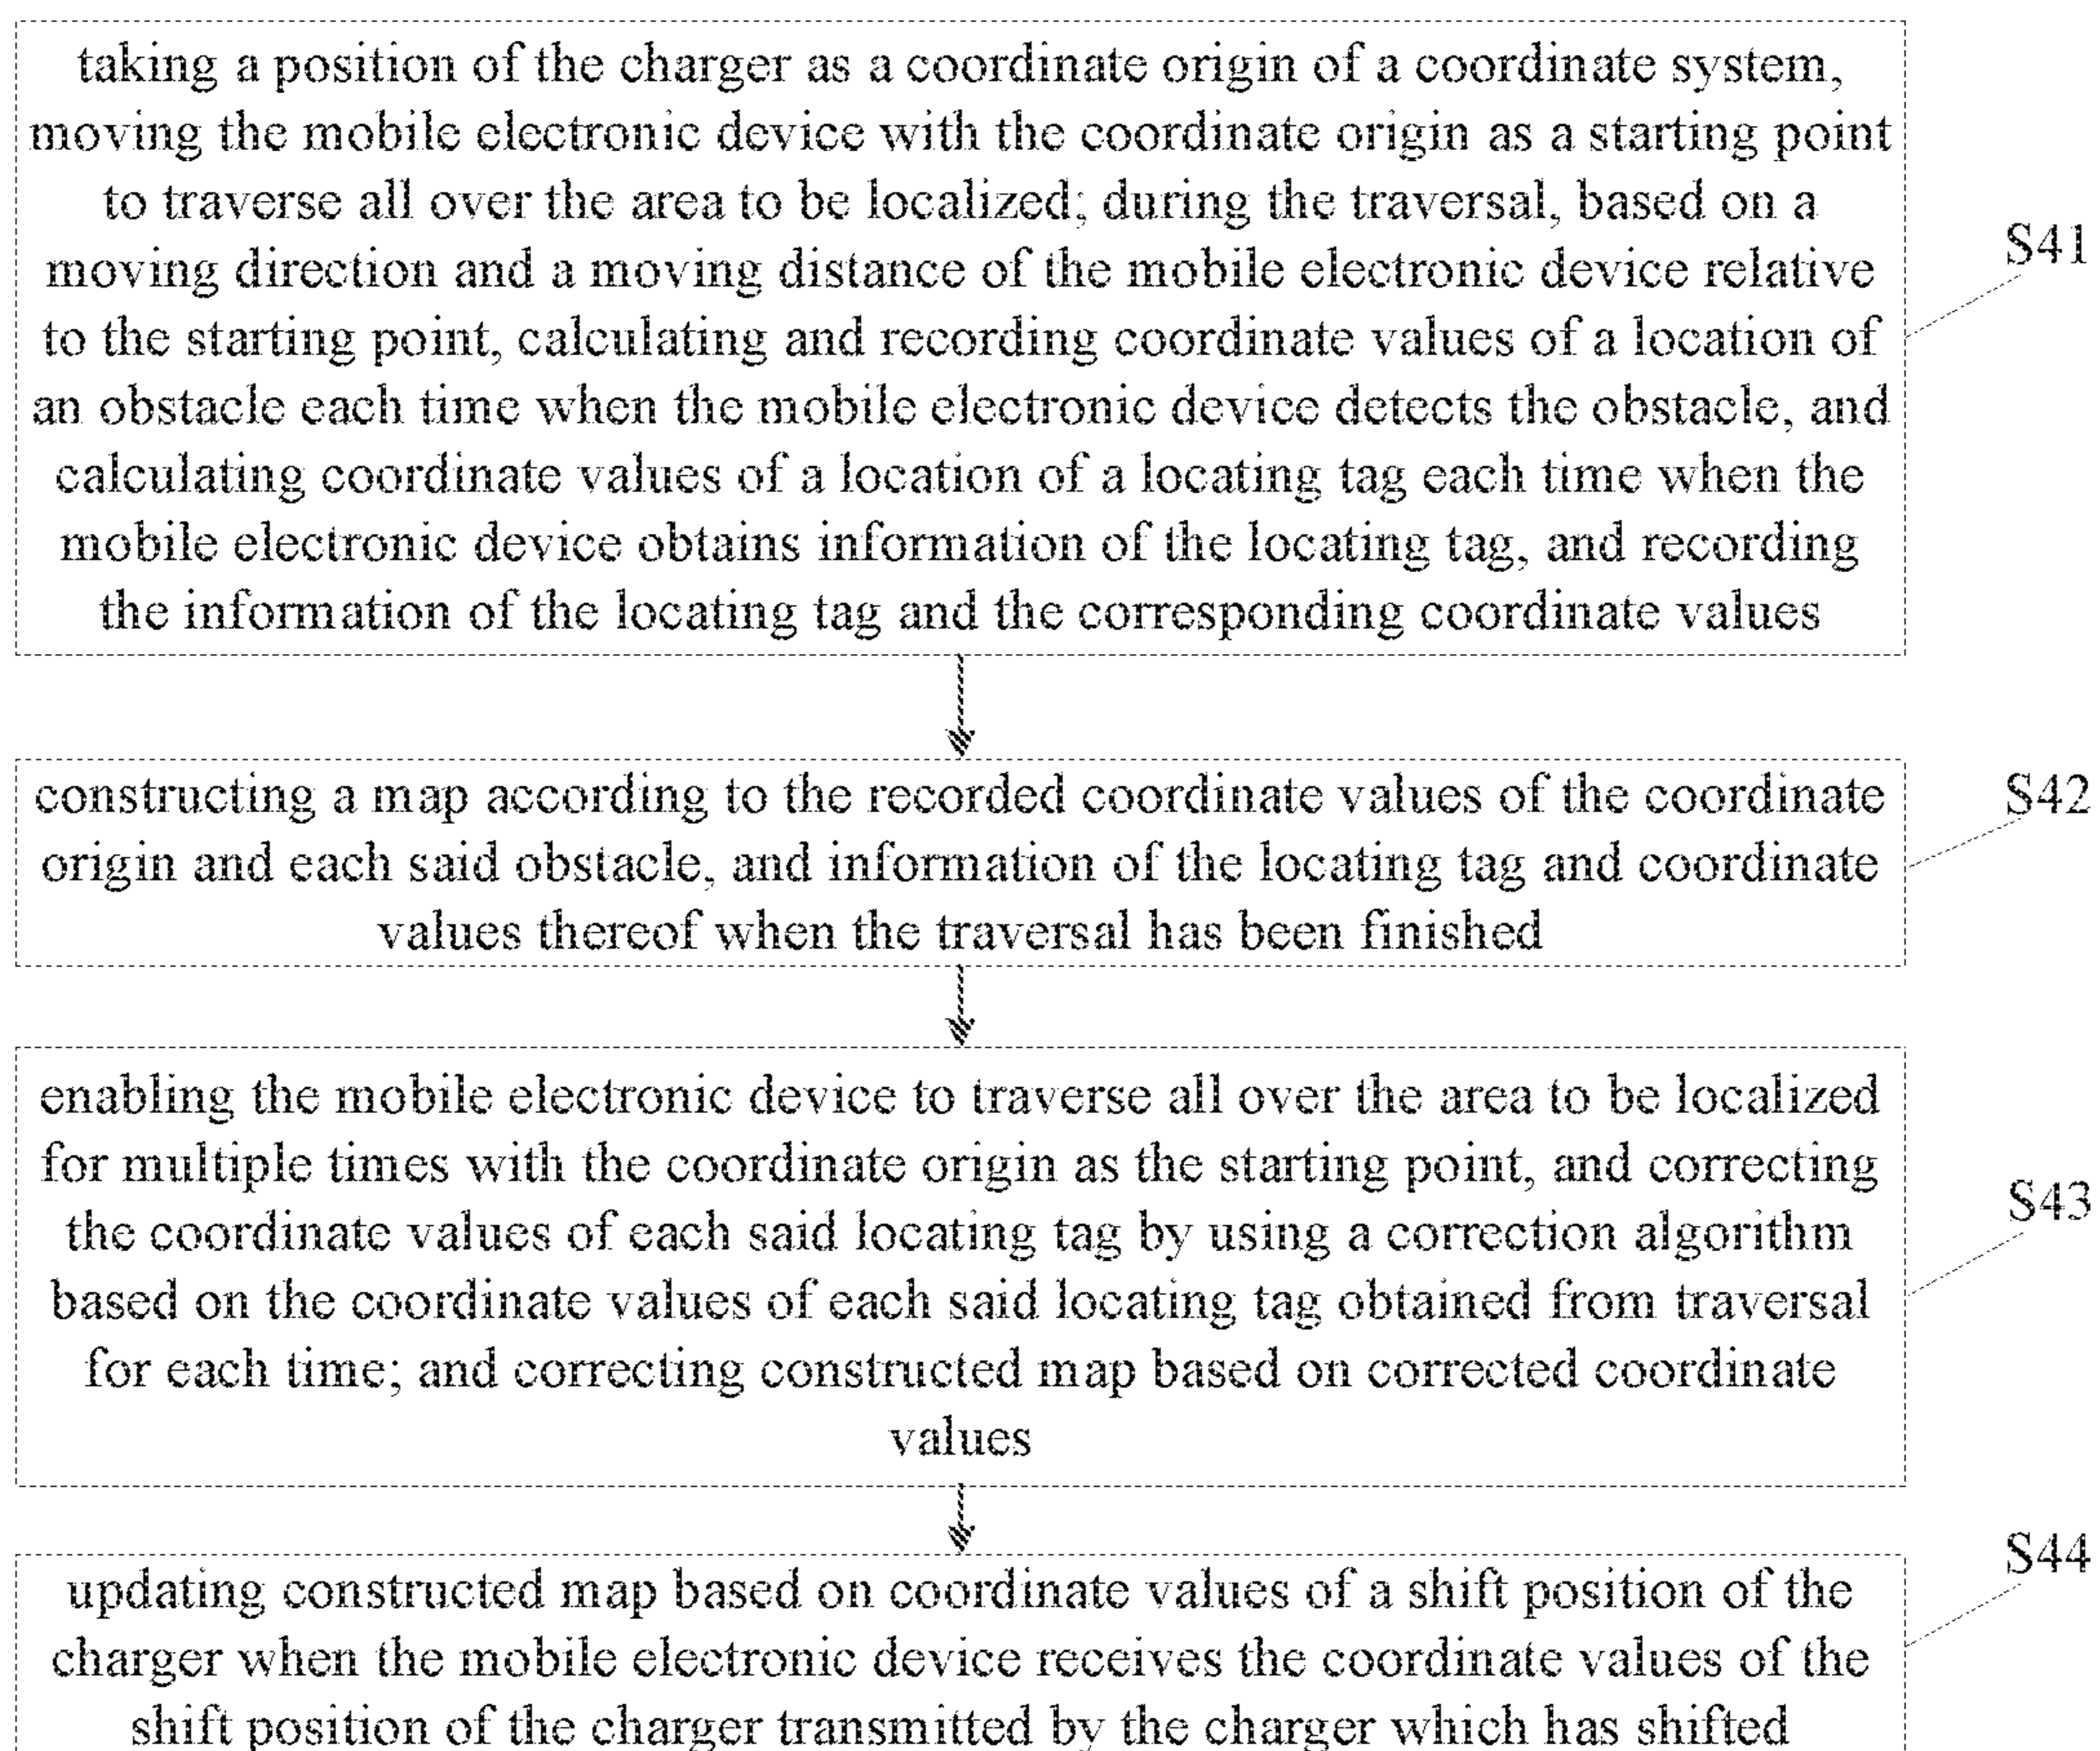 taking a position of the charger as a coordinate origin of a coordinate system,
moving the mobile electronic device with the coordinate origin as a starting point
to traverse all over the area to be localized; during the traversal, based on a
moving direction and a moving distance of the mobile electronic device relative
to the starting point, calculating and recording coordinate values of a location of
an obstacle each time when the mobile electronic device detects the obstacle, and
calculating coordinate values of a location of a locating tag each time when the
mobile electronic device obtains information of the locating tag, and recording
the information of the locating tag and the corresponding coordinate values
S41
constructing a map according to the recorded coordinate values of the coordinate
origin and each said obstacle, and information of the locating tag and coordinate
values thereof when the traversal has been finished
S42
enabling the mobile electronic device to traverse all over the area to be localized
for multiple times with the coordinate origin as the starting point, and correcting
the coordinate values of each said locating tag by using a correction algorithm
based on the coordinate values of each said locating tag obtained from traversal
for each time; and correcting constructed map based on corrected coordinate
values
S43
updating constructed map based on coordinate values of a shift position of the
charger when the mobile electronic device receives the coordinate values of the
shift position of the charger transmitted by the charger which has shifted
S44